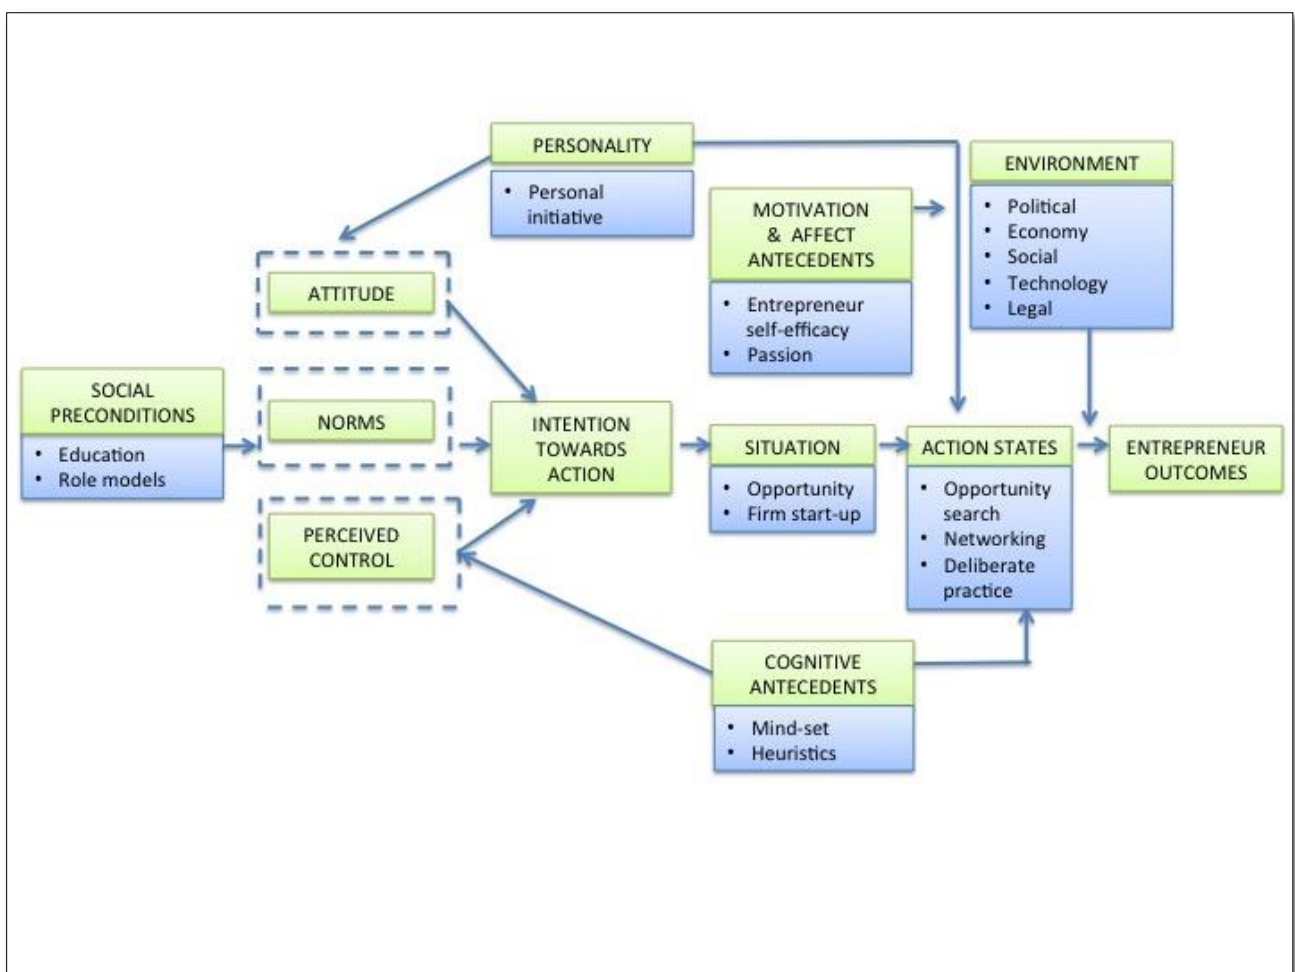 PERSONALITY
• Personal
initiative
ENVIRONMENT
• Political
• Economy
• Social
• Technology
• Legal
MOTIVATION
& AFFECT
ANTECEDENTS
• Entrepreneur
self-efficacy
• Passion
ATTITUDE
SOCIAL
PRECONDITIONS
• Education
• Role models
NORMS
PERCEIVED
CONTROL
INTENTION
TOWARDS
ACTION
SITUATION
• Opportunity
• Firm start-up
ACTION STATES
• Opportunity
search
• Networking
• Deliberate
practice
ENTREPRENEUR
OUTCOMES
COGNITIVE
ANTECEDENTS
• Mind-set
• Heuristics